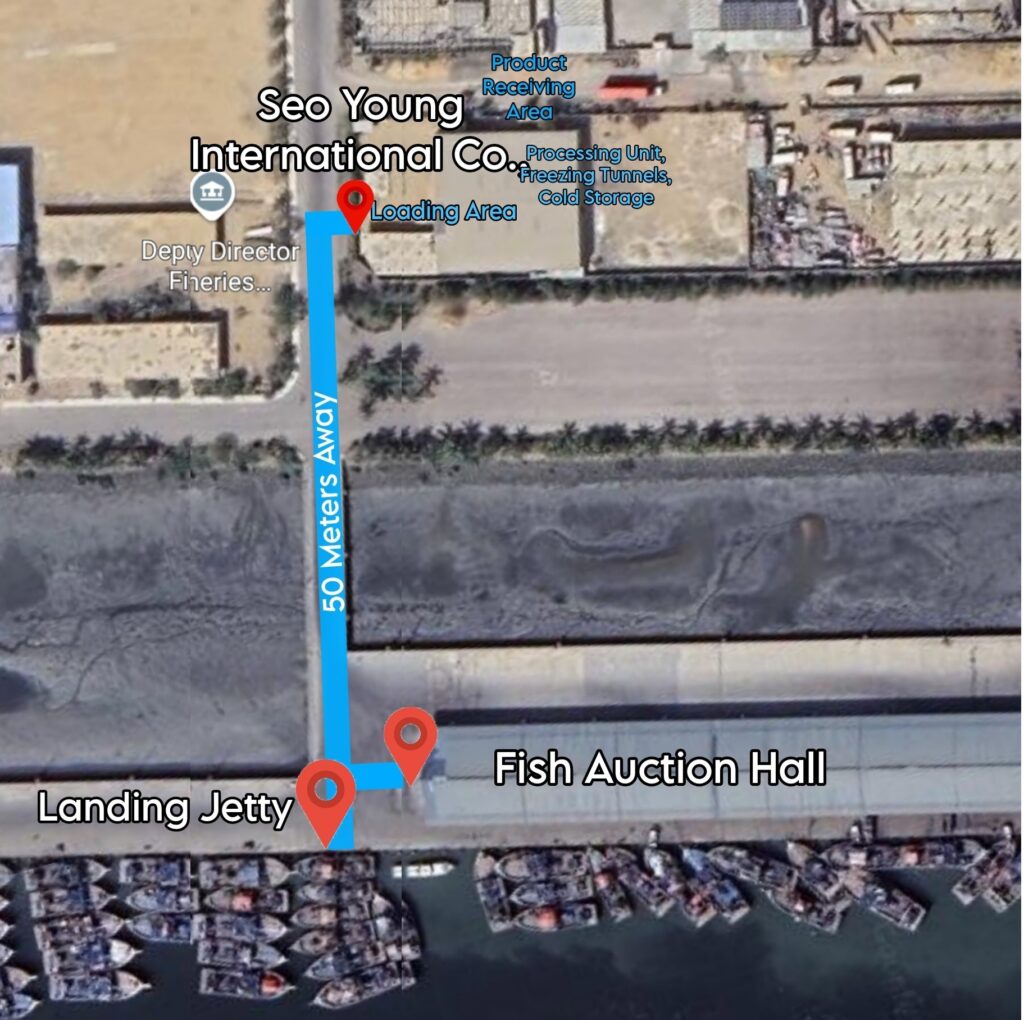 Product
Receiving
Area
Seo Young
International Co..
Processing Unit,
Freezing Tunnels,
Cold Storage
Loading Area
Depty Director
Fineries...
50 Meters Away
Fish Auction Hall
Landing Jetty